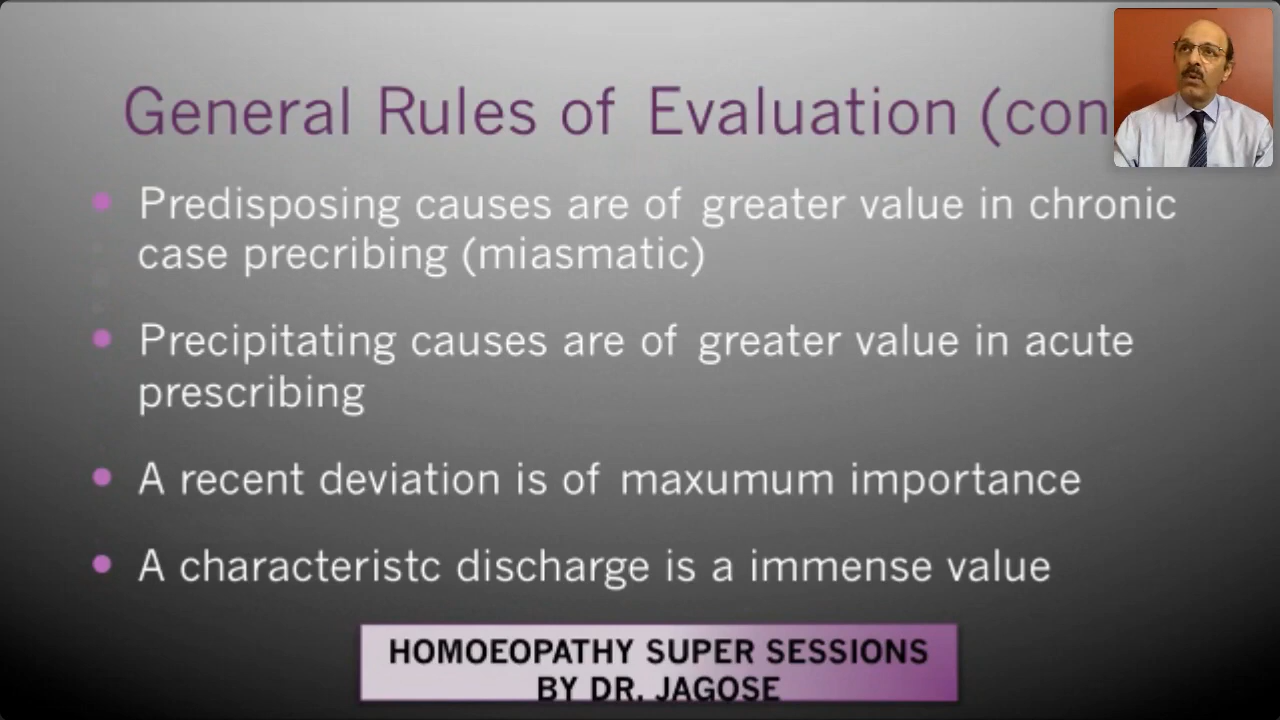 General Rules of Evaluation (con
• Predisposing causes are of greater value in chronic
case precribing (miasmatic)
• Precipitating causes are of greater value in acute
prescribing
• A recent deviation is of maxumum importance
• A characteristc discharge is a immense value
HOMOEOPATHY SUPER SESSIONS
BY DR. JAGOSE